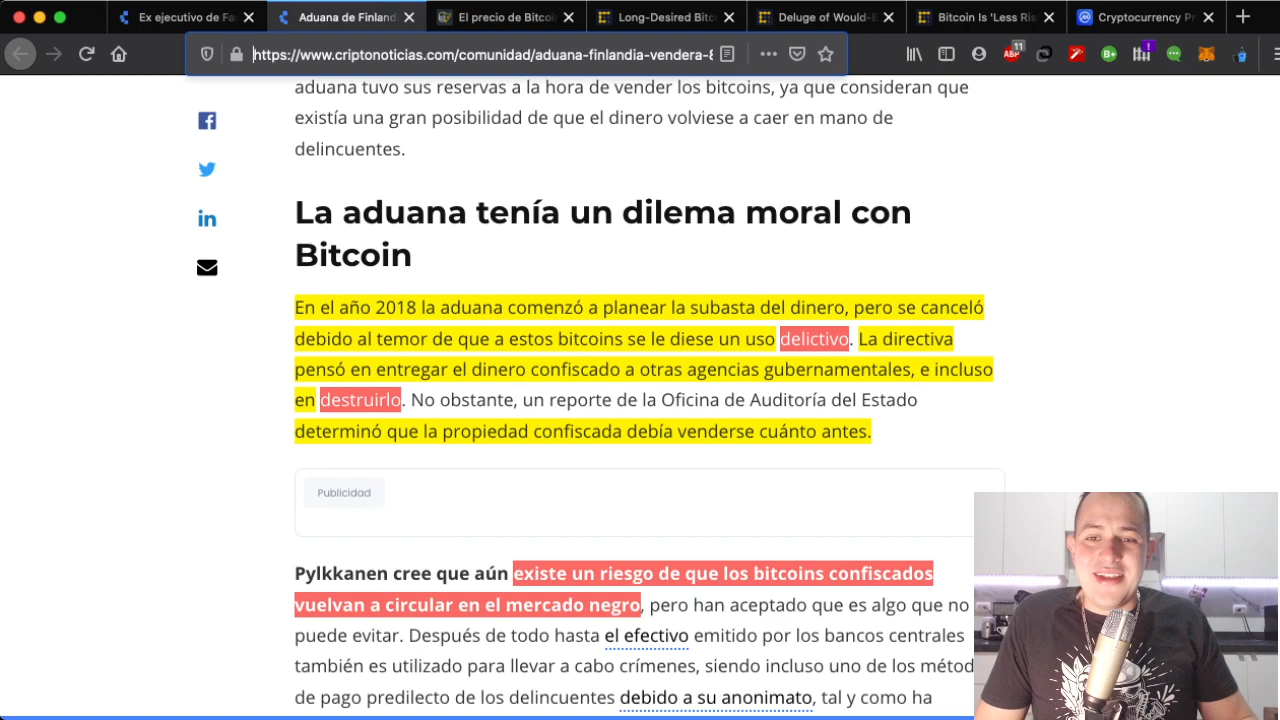 Ex ejecutivo de Fa
Aduana de Finland
El precio de Bitcoi
Long-Desired Bitc
Deluge of Would-B
Bitcoin Is 'Less Ris
Cryptocurrency Pr
https://www.criptonoticias.com/comunidad/aduana-finlandia-vendera-8
ABP
11
B+
!
aduana tuvo sus reservas a la hora de vender los bitcoins, ya que consideran que
existía una gran posibilidad de que el dinero volviese a caer en mano de
delincuentes.
La aduana tenía un dilema moral con
Bitcoin
En el año 2018 la aduana comenzó a planear la subasta del dinero, pero se canceló
debido al temor de que a estos bitcoins se le diese un uso delictivo. La directiva
pensó en entregar el dinero confiscado a otras agencias gubernamentales, e incluso
en destruirlo. No obstante, un reporte de la Oficina de Auditoría del Estado
determinó que la propiedad confiscada debía venderse cuánto antes.
Publicidad
Pylkkanen cree que aún existe un riesgo de que los bitcoins confiscados
vuelvan a circular en el mercado negro, pero han aceptado que es algo que no
puede evitar. Después de todo hasta el efectivo emitido por los bancos centrales
también es utilizado para llevar a cabo crímenes, siendo incluso uno de los métod
de pago predilecto de los delincuentes debido a su anonimato, tal y como ha